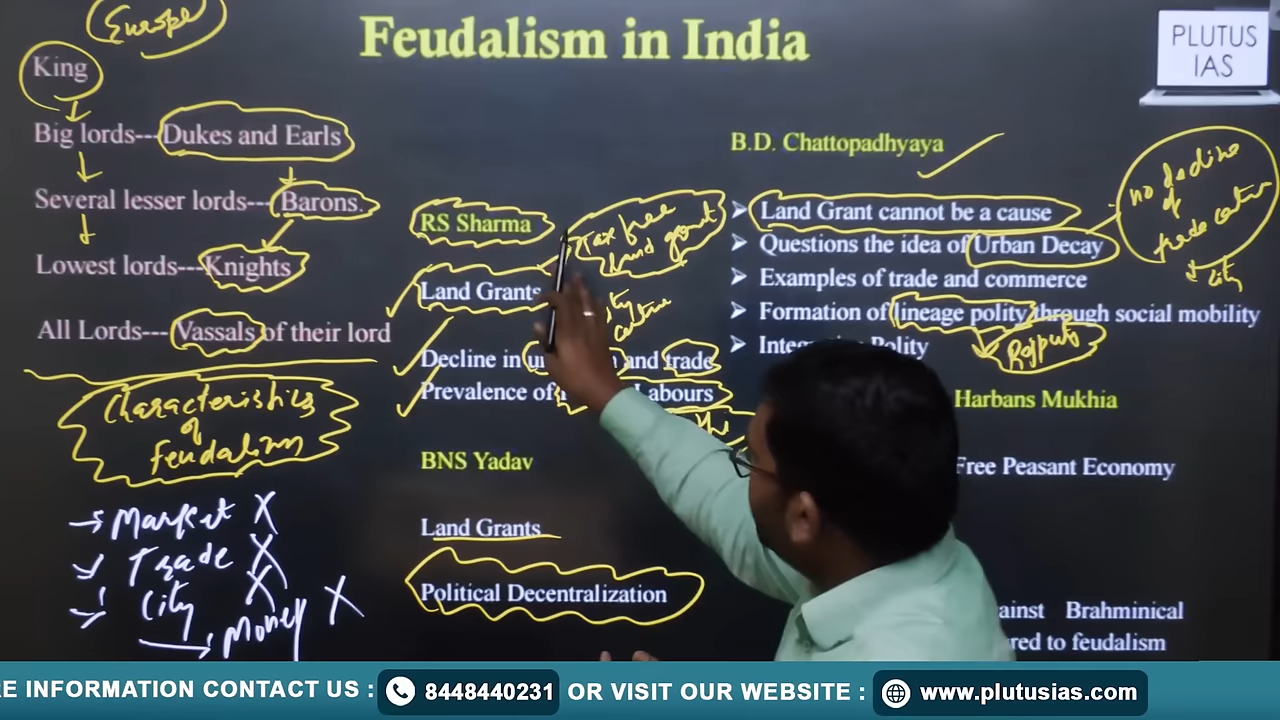 Europe
Feudalism in India
PLUTUS
IAS
King
Big lords---Dukes and Earls
Several lesser lords---Barons.
Lowest lords---Knights
All Lords---Vassals of their lord
Characteristics
of
feudalism
→ Market X
Trade X
City X
→ Money X
RS Sharma
Tax free
land grant
Land Grants
Decline in and trade
Prevalence of Labours
BNS Yadav
Land Grants
Political Decentralization
B.D. Chattopadhyaya
➤ Land Grant cannot be a cause
➤ Questions the idea of Urban Decay
➤ Examples of trade and commerce
➤ Formation of lineage polity through social mobility
➤ Polity
Rajputs
no decline
of
trade centre
↓ City
Harbans Mukhia
Free Peasant Economy
Brahminical
to feudalism
INFORMATION CONTACT US : 8448440231 OR VISIT OUR WEBSITE : www.plutusias.com